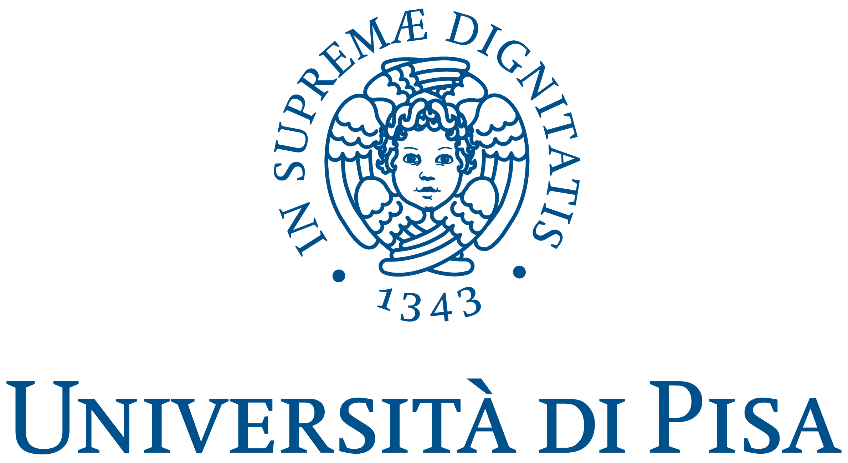 IN SUPREMÆ DIGNITATIS
• 1343 •
UNIVERSITÀ DI PISA